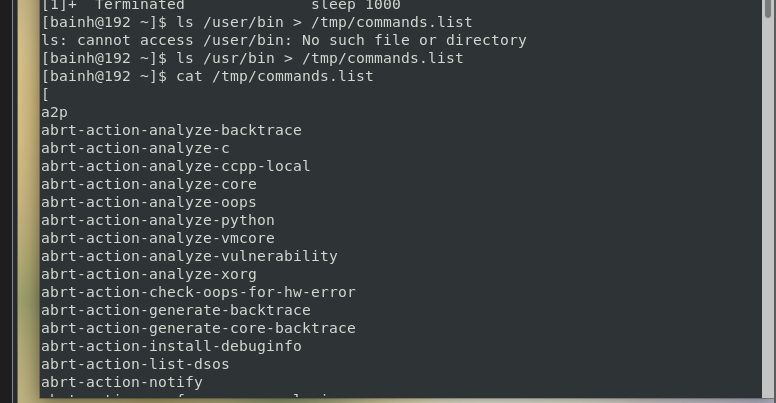 [1]+  Terminated              sleep 1000
[bainh@192 ~]$ ls /user/bin > /tmp/commands.list
ls: cannot access /user/bin: No such file or directory
[bainh@192 ~]$ ls /usr/bin > /tmp/commands.list
[bainh@192 ~]$ cat /tmp/commands.list
[
a2p
abrt-action-analyze-backtrace
abrt-action-analyze-c
abrt-action-analyze-ccpp-local
abrt-action-analyze-core
abrt-action-analyze-oops
abrt-action-analyze-python
abrt-action-analyze-vmcore
abrt-action-analyze-vulnerability
abrt-action-analyze-xorg
abrt-action-check-oops-for-hw-error
abrt-action-generate-backtrace
abrt-action-generate-core-backtrace
abrt-action-install-debuginfo
abrt-action-list-dsos
abrt-action-notify